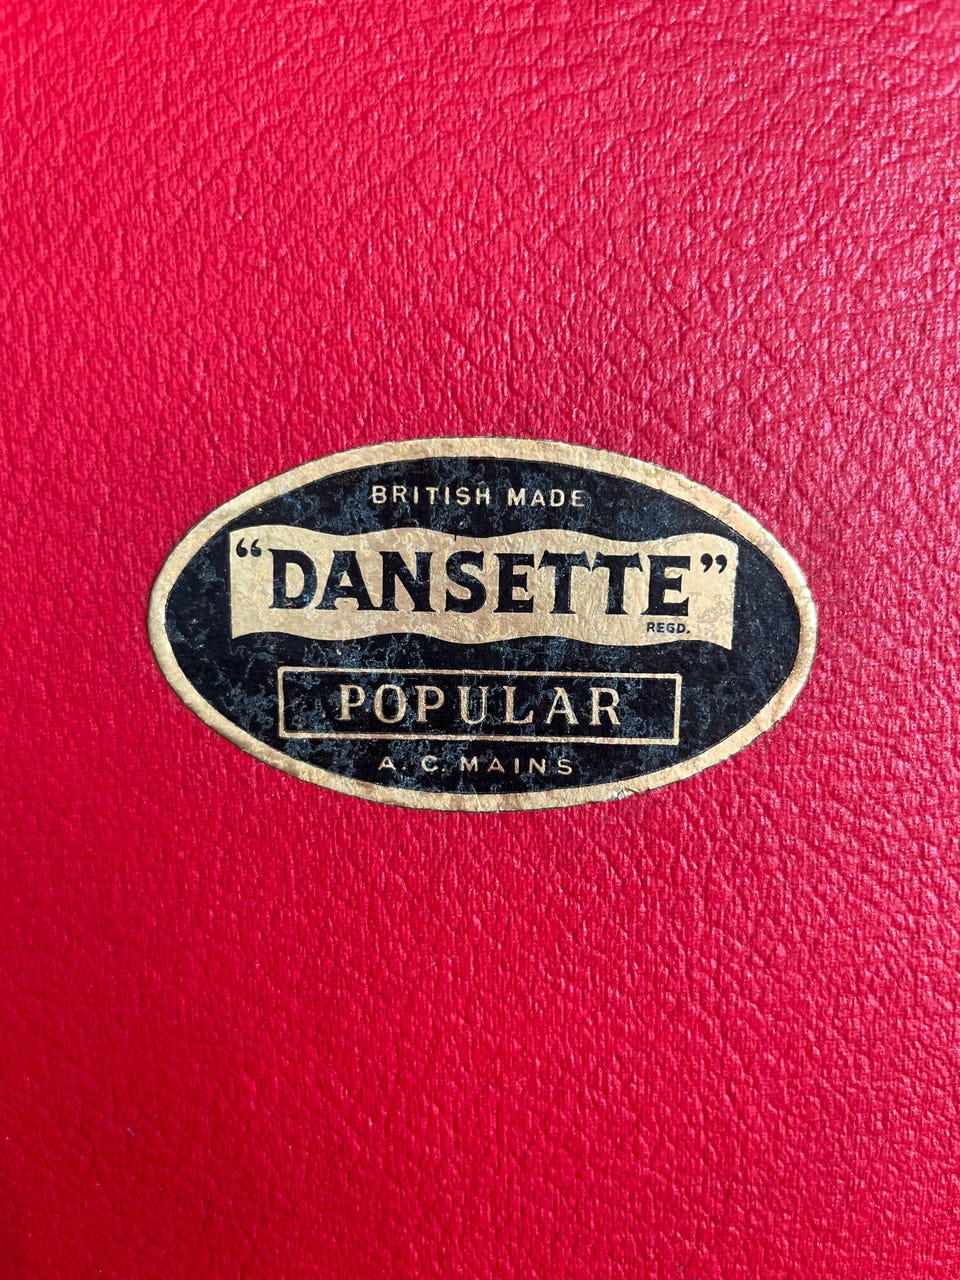 BRITISH MADE
“DANSETTE”
REGD.
POPULAR
A. C. MAINS